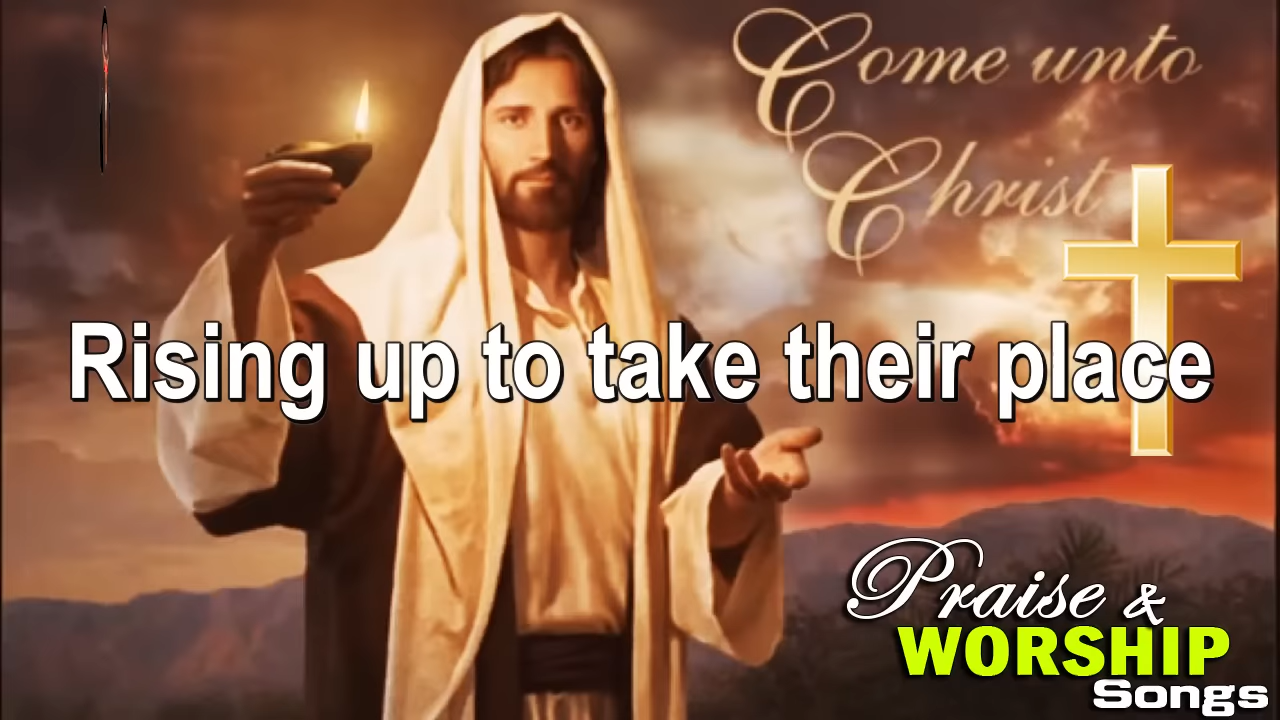 Come unto
Christ
Rising up to take their place
Praise &
WORSHIP
Songs